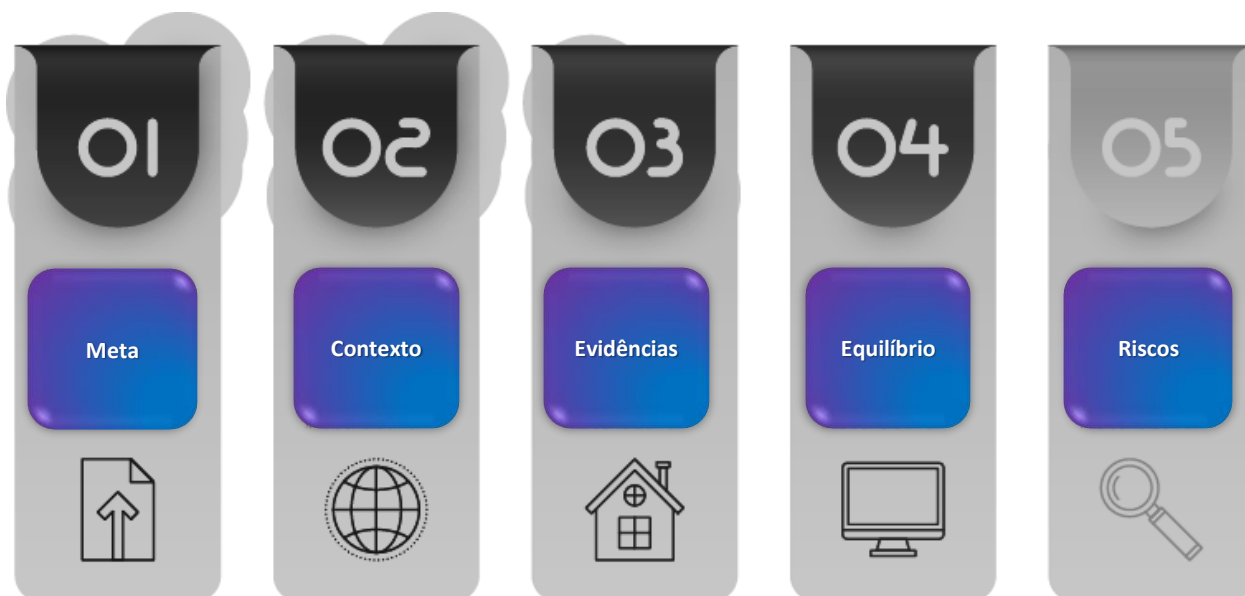 01
02
03
04
05
Meta
Contexto
Evidências
Equilíbrio
Riscos